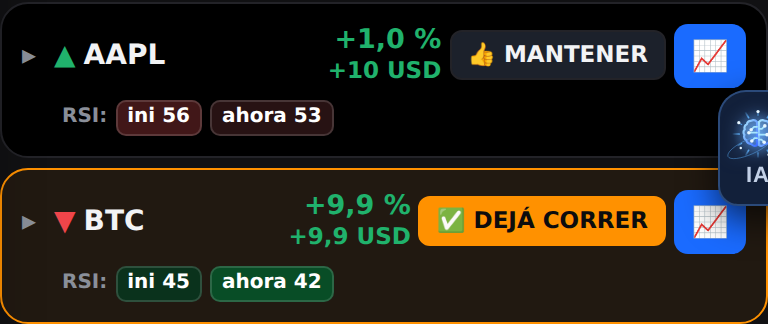 ▶ ▲ AAPL +1,0 % 👍 MANTENER
+10 USD
RSI: ini 56 ahora 53
IA
▶ ▼ BTC +9,9 % ✅ DEJÁ CORRER
+9,9 USD
RSI: ini 45 ahora 42